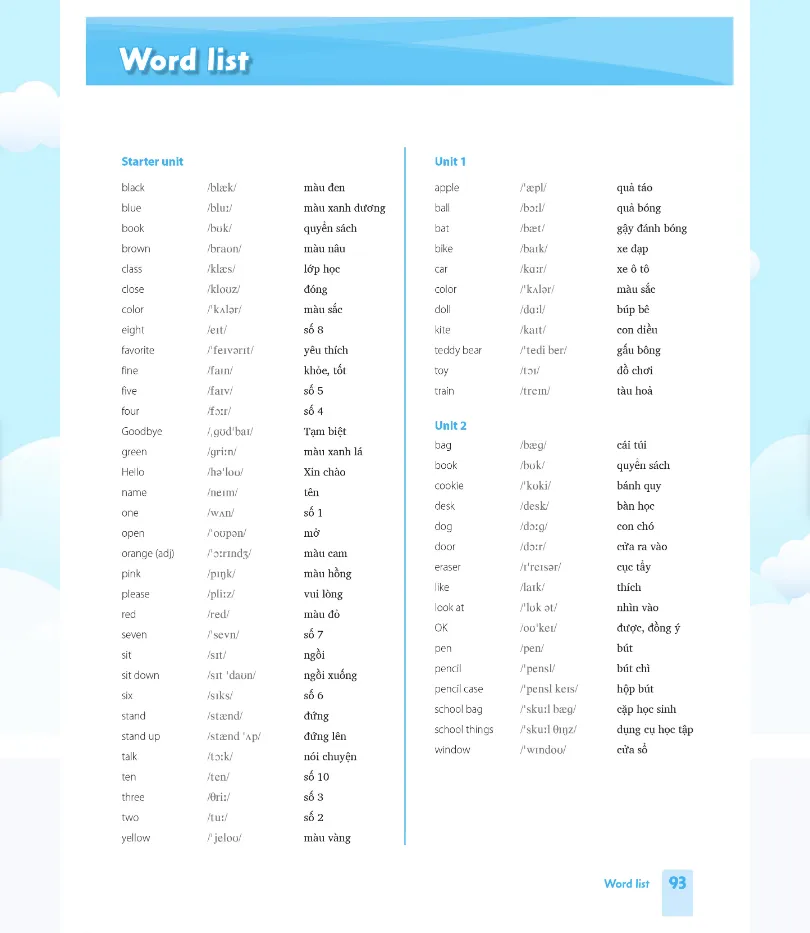 Word list
Starter unit
black /blæk/ màu đen
blue /bluː/ màu xanh dương
book /bʊk/ quyển sách
brown /braʊn/ màu nâu
class /klæs/ lớp học
close /kloʊz/ đóng
color /ˈkʌlər/ màu sắc
eight /eɪt/ số 8
favorite /ˈfeɪvərɪt/ yêu thích
fine /faɪn/ khỏe, tốt
five /faɪv/ số 5
four /fɔːr/ số 4
Goodbye /ˌɡʊdˈbaɪ/ Tạm biệt
green /ɡriːn/ màu xanh lá
Hello /həˈloʊ/ Xin chào
name /neɪm/ tên
one /wʌn/ số 1
open /ˈoʊpən/ mở
orange (adj) /ˈɔːrɪndʒ/ màu cam
pink /pɪŋk/ màu hồng
please /pliːz/ vui lòng
red /red/ màu đỏ
seven /ˈsevn/ số 7
sit /sɪt/ ngồi
sit down /sɪt ˈdaʊn/ ngồi xuống
six /sɪks/ số 6
stand /stænd/ đứng
stand up /stænd ˈʌp/ đứng lên
talk /tɔːk/ nói chuyện
ten /ten/ số 10
three /θriː/ số 3
two /tuː/ số 2
yellow /ˈjeloʊ/ màu vàng
Unit 1
apple /ˈæpl/ quả táo
ball /bɔːl/ quả bóng
bat /bæt/ gậy đánh bóng
bike /baɪk/ xe đạp
car /kɑːr/ xe ô tô
color /ˈkʌlər/ màu sắc
doll /dɑːl/ búp bê
kite /kaɪt/ con diều
teddy bear /ˈtedi ber/ gấu bông
toy /tɔɪ/ đồ chơi
train /treɪn/ tàu hoả
Unit 2
bag /bæɡ/ cái túi
book /bʊk/ quyển sách
cookie /ˈkʊki/ bánh quy
desk /desk/ bàn học
dog /dɔːɡ/ con chó
door /dɔːr/ cửa ra vào
eraser /ɪˈreɪsər/ cục tẩy
like /laɪk/ thích
look at /ˈlʊk ət/ nhìn vào
OK /oʊˈkeɪ/ được, đồng ý
pen /pen/ bút
pencil /ˈpensl/ bút chì
pencil case /ˈpensl keɪs/ hộp bút
school bag /ˈskuːl bæɡ/ cặp học sinh
school things /ˈskuːl θɪŋz/ dụng cụ học tập
window /ˈwɪndoʊ/ cửa sổ
Word list 93